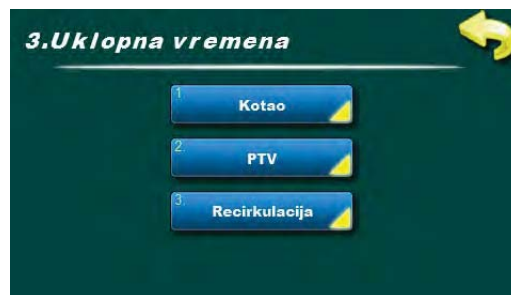 3.Uklopna vremena
1
Kotao
2.
PTV
3.
Recirkulacija